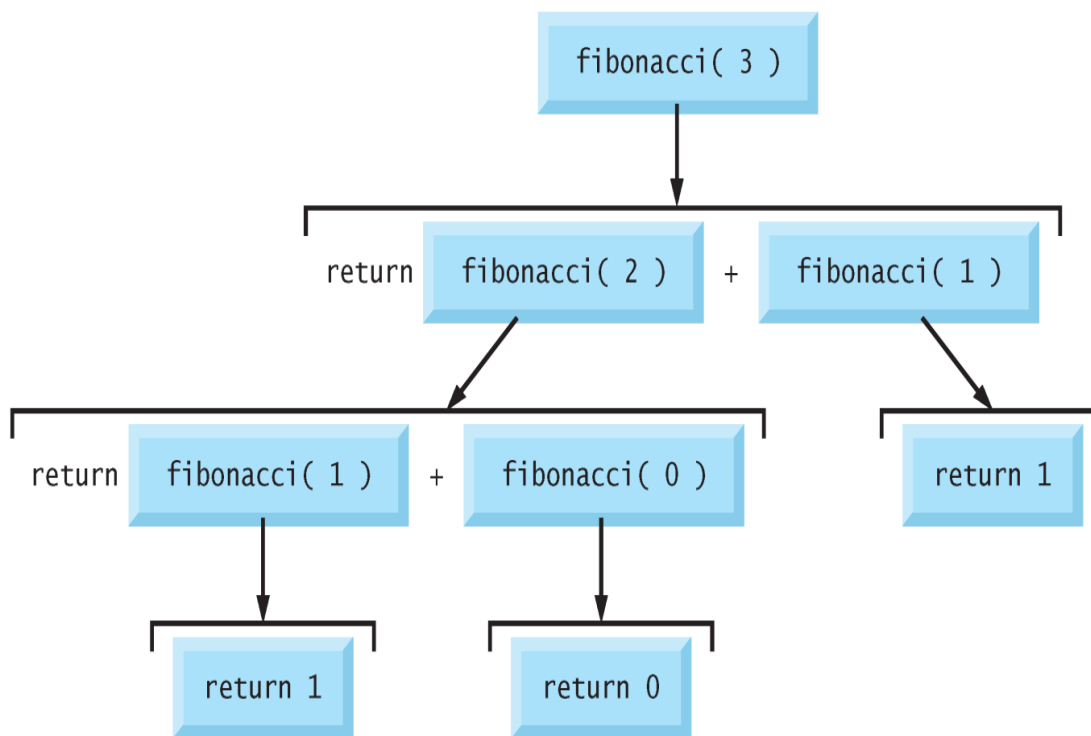 fibonacci( 3 )
return fibonacci( 2 ) + fibonacci( 1 )
return fibonacci( 1 ) + fibonacci( 0 )
return 1
return 1
return 0